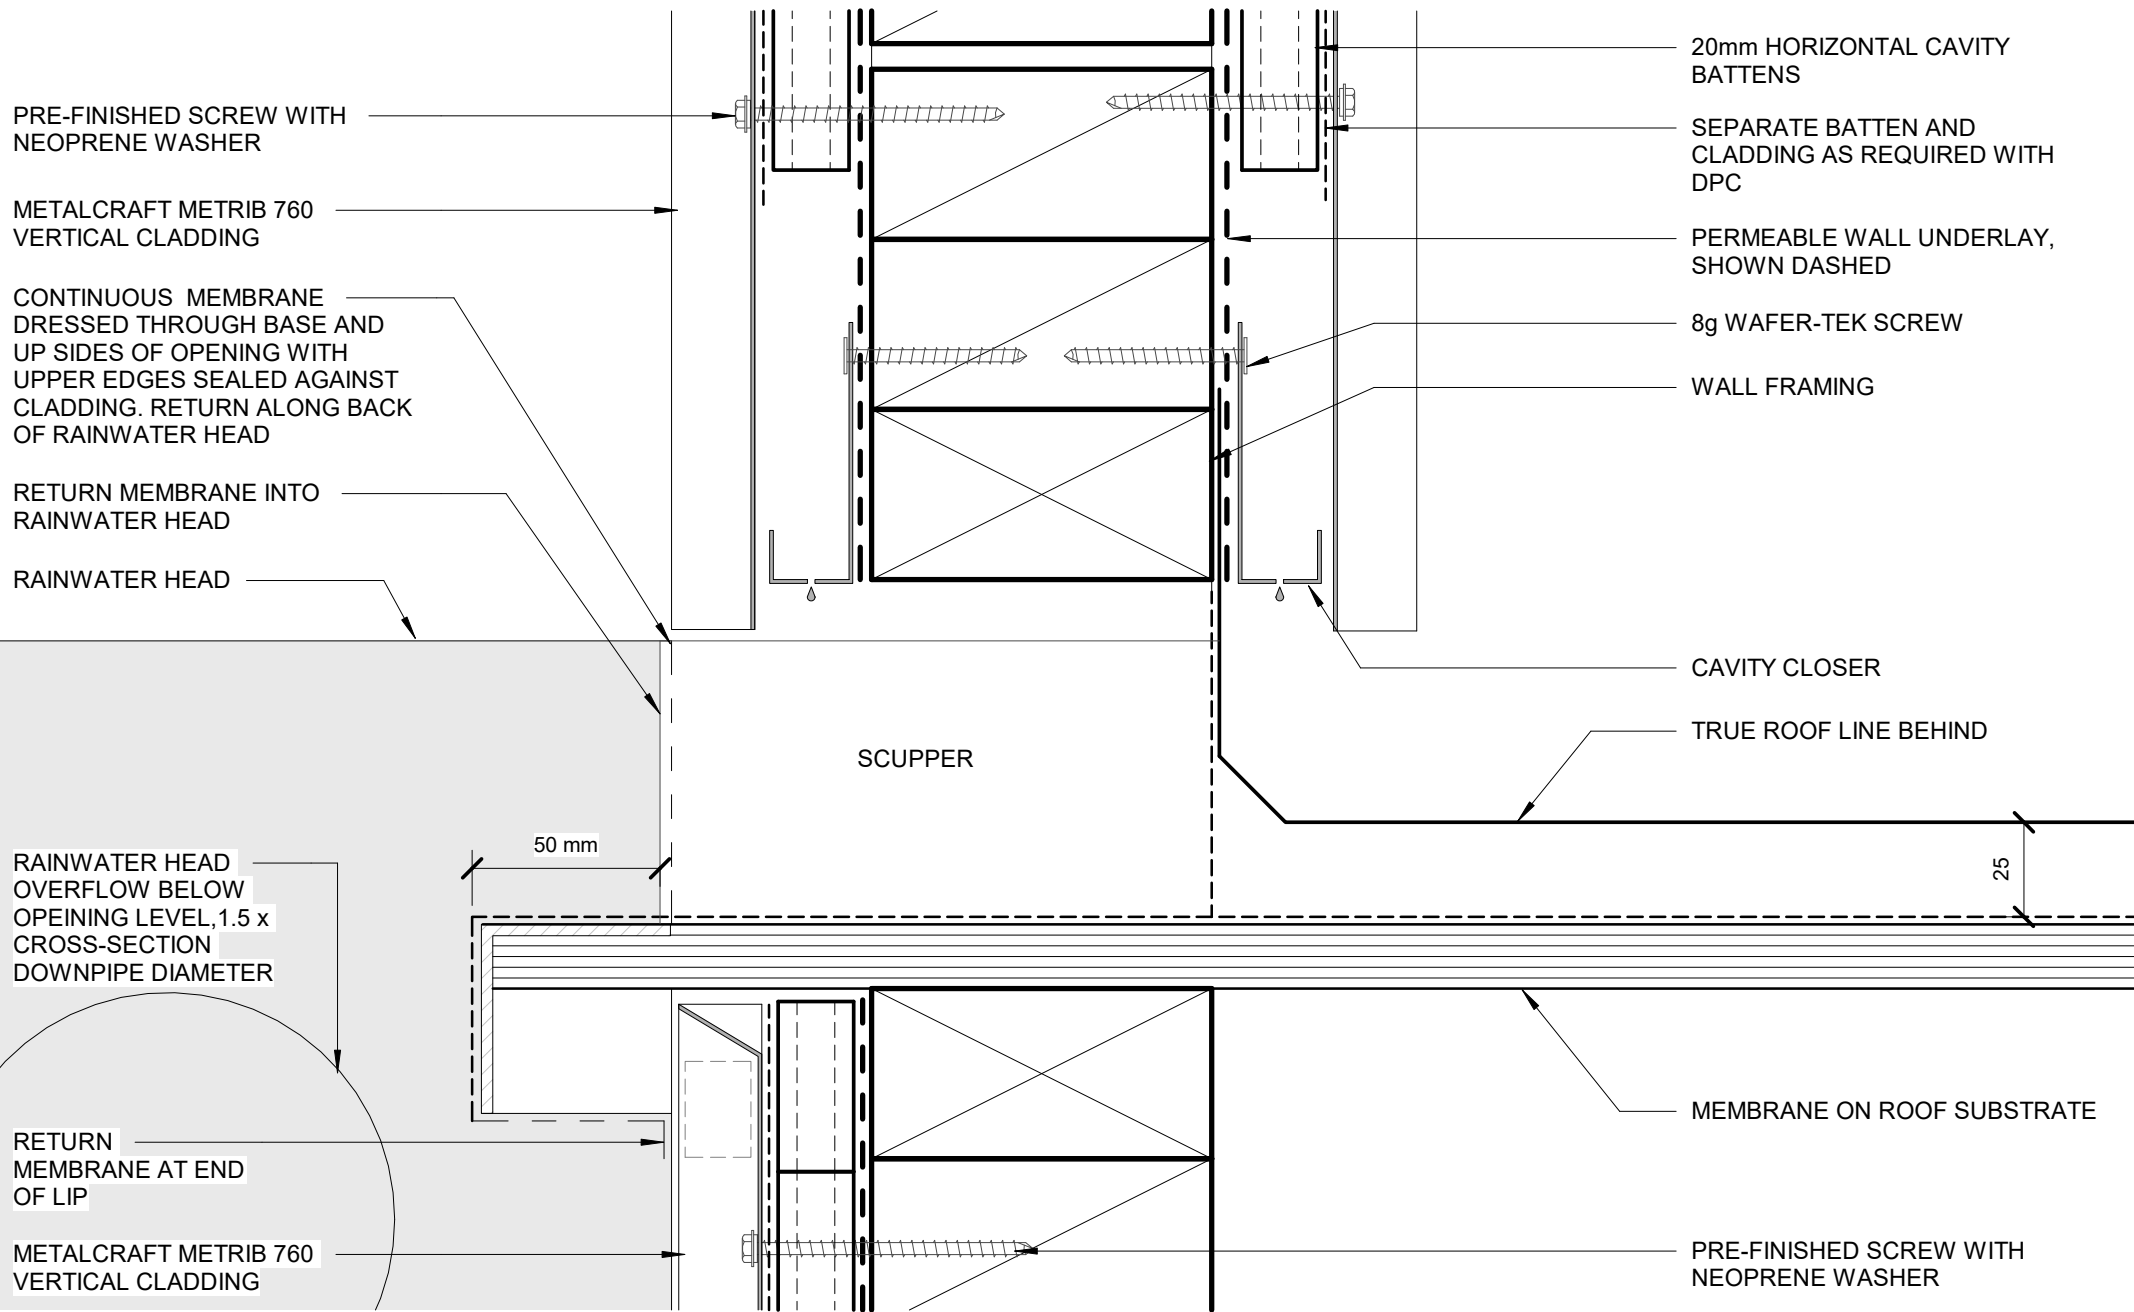 PRE-FINISHED SCREW WITH
NEOPRENE WASHER
METALCRAFT METRIB 760
VERTICAL CLADDING
CONTINUOUS MEMBRANE
DRESSED THROUGH BASE AND
UP SIDES OF OPENING WITH
UPPER EDGES SEALED AGAINST
CLADDING. RETURN ALONG BACK
OF RAINWATER HEAD
RETURN MEMBRANE INTO
RAINWATER HEAD
RAINWATER HEAD
RAINWATER HEAD
OVERFLOW BELOW
OPEINING LEVEL,1.5 x
CROSS-SECTION
DOWNPIPE DIAMETER
RETURN
MEMBRANE AT END
OF LIP
METALCRAFT METRIB 760
VERTICAL CLADDING
50 mm
SCUPPER
20mm HORIZONTAL CAVITY
BATTENS
SEPARATE BATTEN AND
CLADDING AS REQUIRED WITH
DPC
PERMEABLE WALL UNDERLAY,
SHOWN DASHED
8g WAFER-TEK SCREW
WALL FRAMING
CAVITY CLOSER
TRUE ROOF LINE BEHIND
25
MEMBRANE ON ROOF SUBSTRATE
PRE-FINISHED SCREW WITH
NEOPRENE WASHER